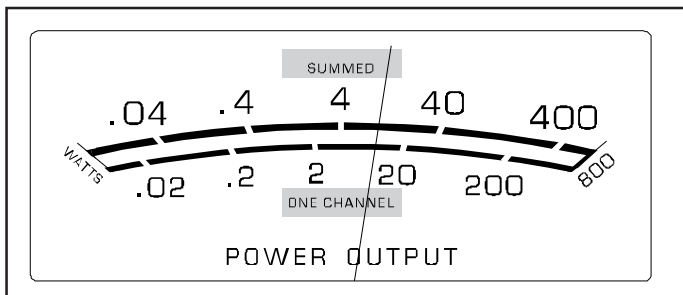 SUMMED
.04 .4 4 40 400
WATTS
800
.02 .2 2 20 200
ONE CHANNEL
POWER OUTPUT